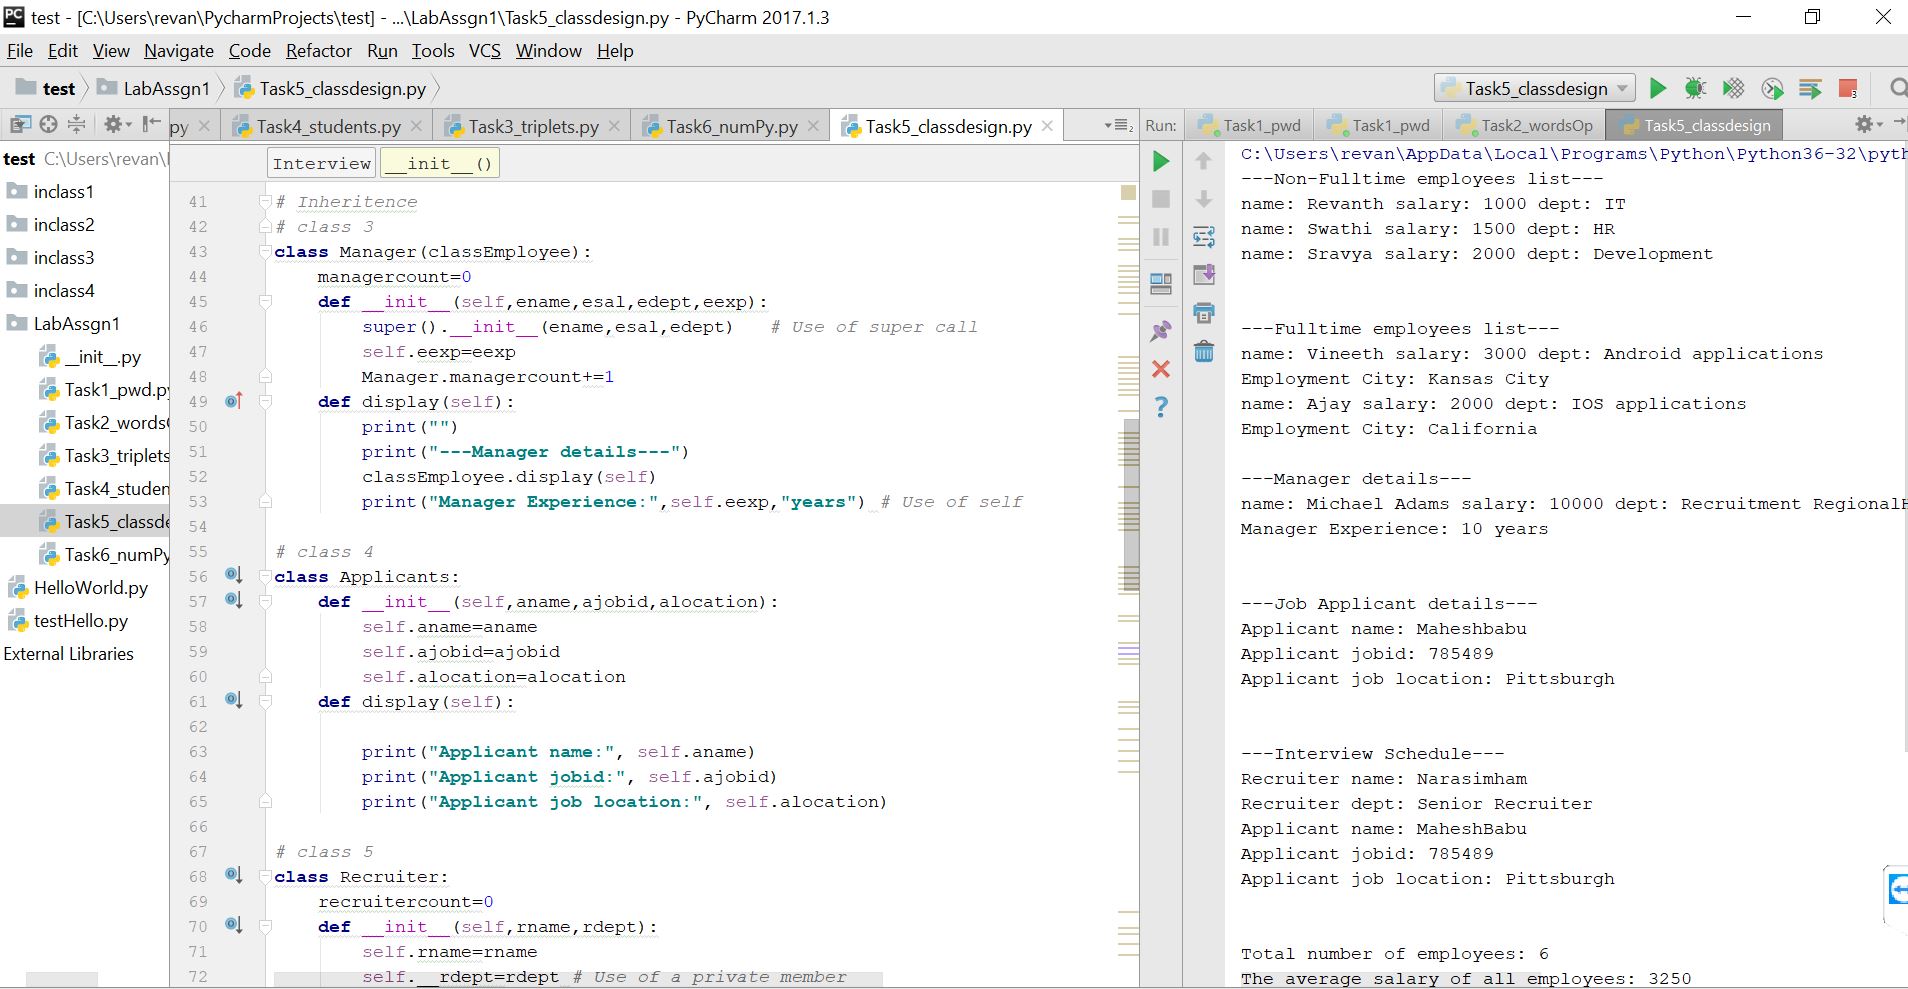 PC test - [C:\Users\revan\PycharmProjects\test] - ...\LabAssgn1\Task5_classdesign.py - PyCharm 2017.1.3
File Edit View Navigate Code Refactor Run Tools VCS Window Help
test LabAssgn1 Task5_classdesign.py
Task5_classdesign
3
py Task4_students.py Task3_triplets.py Task6_numPy.py Task5_classdesign.py
Run: Task1_pwd Task1_pwd Task2_wordsOp Task5_classdesign
test C:\Users\revan\
inclass1
inclass2
inclass3
inclass4
LabAssgn1
__init__.py
Task1_pwd.py
Task2_words
Task3_triplets
Task4_studen
Task5_classde
Task6_numPy
HelloWorld.py
testHello.py
External Libraries
Interview __init__()
41 # Inheritence
42 # class 3
43 class Manager(classEmployee):
44 managercount=0
45 def __init__(self,ename,esal,edept,eexp):
46 super().__init__(ename,esal,edept) # Use of super call
47 self.eexp=eexp
48 Manager.managercount+=1
49 def display(self):
50 print("")
51 print("---Manager details---")
52 classEmployee.display(self)
53 print("Manager Experience:",self.eexp,"years") # Use of self
54
55 # class 4
56 class Applicants:
57 def __init__(self,aname,ajobid,alocation):
58 self.aname=aname
59 self.ajobid=ajobid
60 self.alocation=alocation
61 def display(self):
62
63 print("Applicant name:", self.aname)
64 print("Applicant jobid:", self.ajobid)
65 print("Applicant job location:", self.alocation)
66
67 # class 5
68 class Recruiter:
69 recruitercount=0
70 def __init__(self,rname,rdept):
71 self.rname=rname
72 self.__rdept=rdept # Use of a private member
C:\Users\revan\AppData\Local\Programs\Python\Python36-32\pyth
---Non-Fulltime employees list---
name: Revanth salary: 1000 dept: IT
name: Swathi salary: 1500 dept: HR
name: Sravya salary: 2000 dept: Development
---Fulltime employees list---
name: Vineeth salary: 3000 dept: Android applications
Employment City: Kansas City
name: Ajay salary: 2000 dept: IOS applications
Employment City: California
---Manager details---
name: Michael Adams salary: 10000 dept: Recruitment RegionalH
Manager Experience: 10 years
---Job Applicant details---
Applicant name: Maheshbabu
Applicant jobid: 785489
Applicant job location: Pittsburgh
---Interview Schedule---
Recruiter name: Narasimham
Recruiter dept: Senior Recruiter
Applicant name: MaheshBabu
Applicant jobid: 785489
Applicant job location: Pittsburgh
Total number of employees: 6
The average salary of all employees: 3250